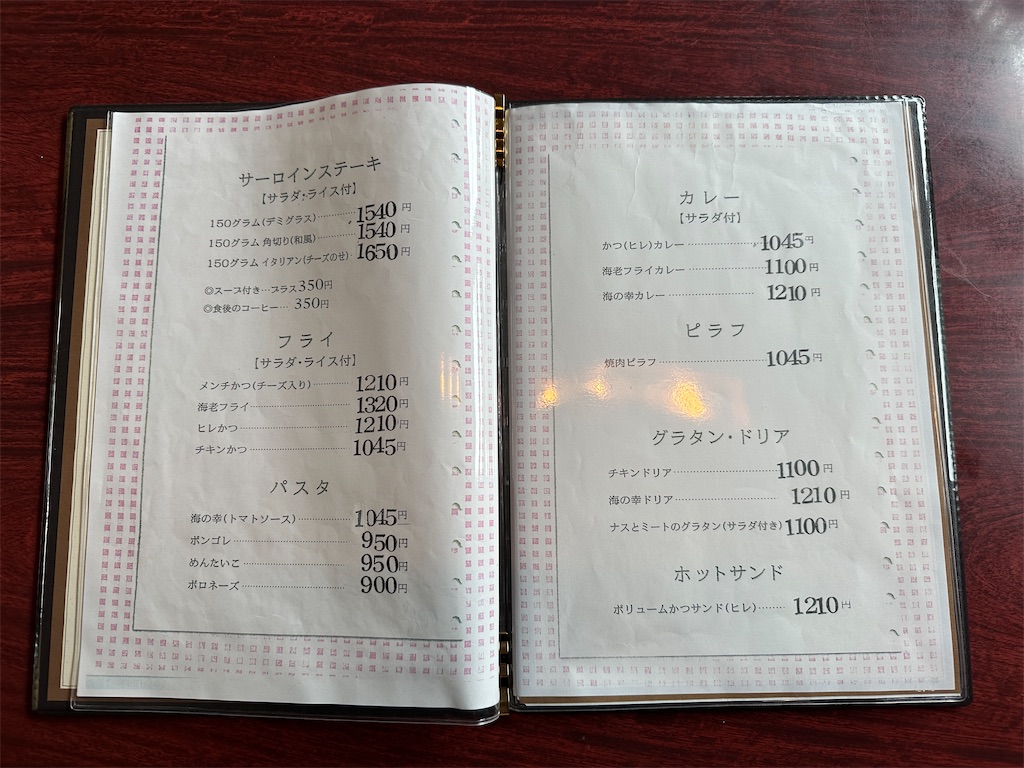 サーロインステーキ
【サラダ・ライス付】
150グラム(デミグラス)……1540円
150グラム 角切り(和風)……1540円
150グラム イタリアン(チーズのせ)……1650円
◎スープ付き…プラス350円
◎食後のコーヒー…350円
フライ
【サラダ・ライス付】
メンチかつ(チーズ入り)……1210円
海老フライ……1320円
ヒレかつ……1210円
チキンかつ……1045円
パスタ
海の幸(トマトソース)……1045円
ボンゴレ……950円
めんたいこ……950円
ボロネーズ……900円
カレー
【サラダ付】
かつ(ヒレ)カレー……1045円
海老フライカレー……1100円
海の幸カレー……1210円
ピラフ
焼肉ピラフ……1045円
グラタン・ドリア
チキンドリア……1100円
海の幸ドリア……1210円
ナスとミートのグラタン(サラダ付き)1100円
ホットサンド
ボリュームかつサンド(ヒレ)……1210円